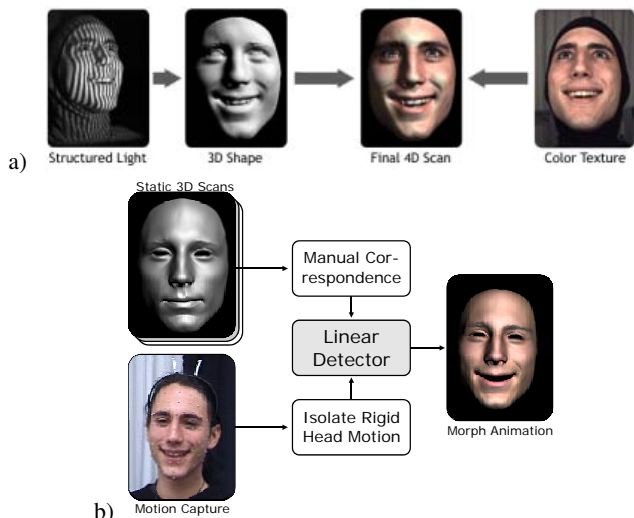 Structured Light
3D Shape
Final 4D Scan
Color Texture
a)
Static 3D Scans
Manual Cor-
respondence
Linear
Detector
Isolate Rigid
Head Motion
Morph Animation
Motion Capture
b)